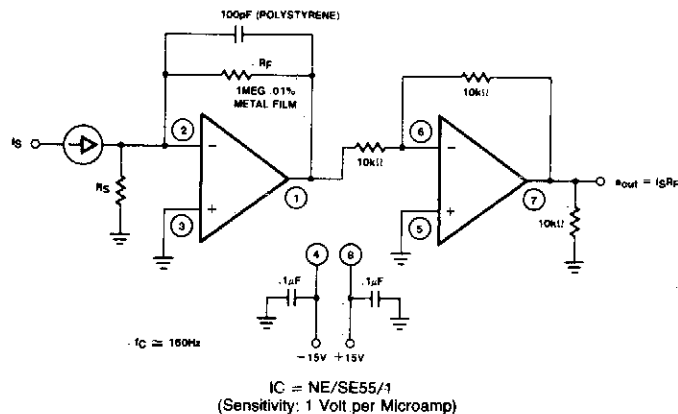 100pF (POLYSTYRENE)
RF
1MEG .01%
METAL FILM
10kΩ
IS
2
−
6
−
RS
1
10kΩ
7
eout = ISRF
3
+
5
+
10kΩ
4
8
.1µF
.1µF
fC ≃ 160Hz
−15V +15V
IC = NE/SE55/1
(Sensitivity: 1 Volt per Microamp)